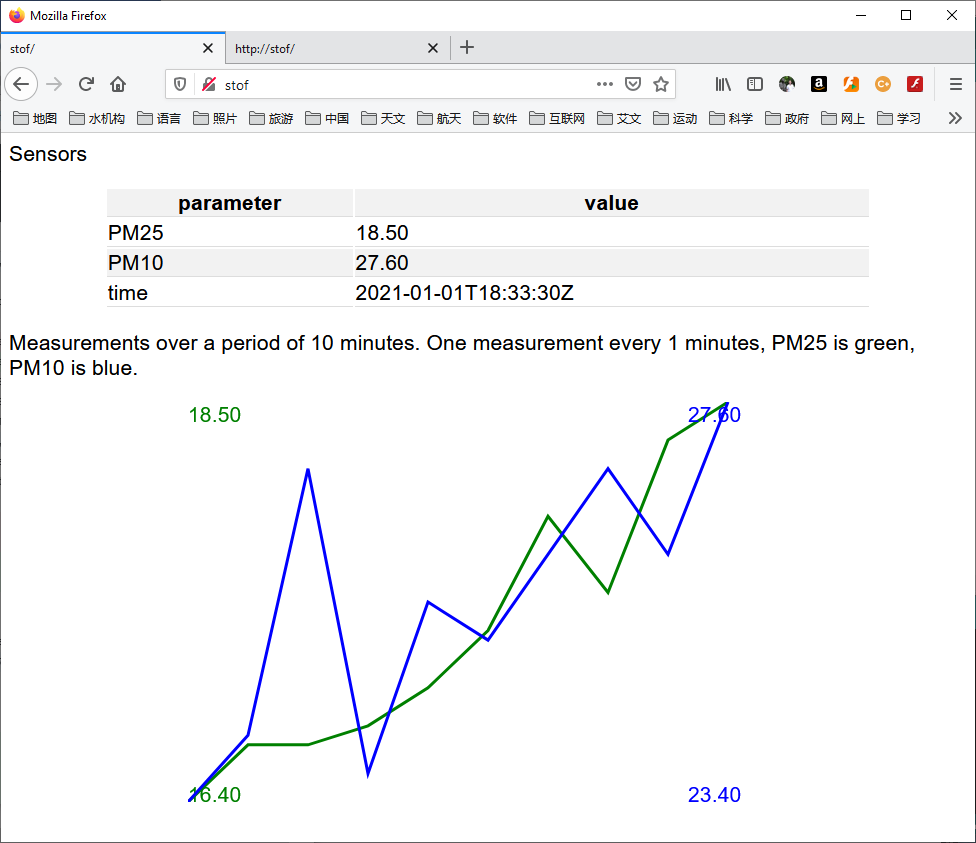 Mozilla Firefox
stof/ http://stof/
stof
地图 水机构 语言 照片 旅游 中国 天文 航天 软件 互联网 艾文 运动 科学 政府 网上 学习
Sensors
parameter value
PM25 18.50
PM10 27.60
time 2021-01-01T18:33:30Z
Measurements over a period of 10 minutes. One measurement every 1 minutes, PM25 is green,
PM10 is blue.
18.50 27.60
16.40 23.40